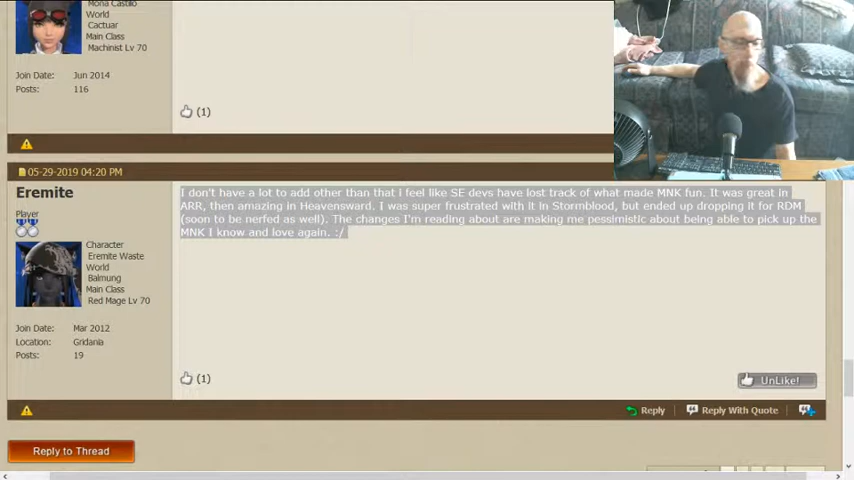 Mona Castillo
World
Cactuar
Main Class
Machinist Lv 70
Join Date: Jun 2014
Posts: 116
(1)
05-29-2019 04:20 PM
Eremite
Player
Character
Eremite Waste
World
Balmung
Main Class
Red Mage Lv 70
Join Date: Mar 2012
Location: Gridania
Posts: 19
I don't have a lot to add other than that I feel like SE devs have lost track of what made MNK fun. It was great in
ARR, then amazing in Heavensward. I was super frustrated with it in Stormblood, but ended up dropping it for RDM
(soon to be nerfed as well). The changes I'm reading about are making me pessimistic about being able to pick up the
MNK I know and love again. :/
(1)
UnLike!
Reply
Reply With Quote
Reply to Thread